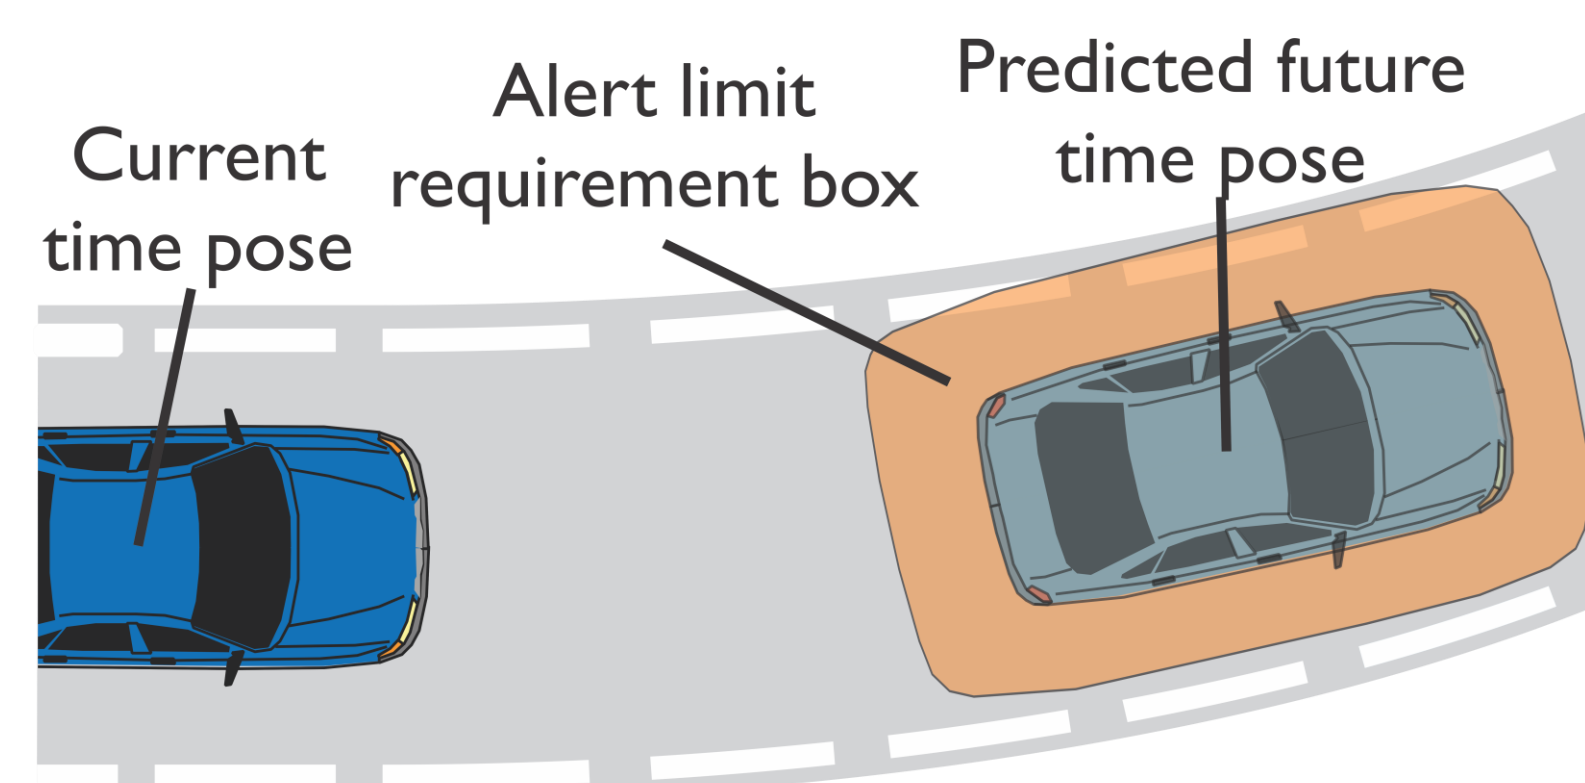 Current
time pose
Alert limit
requirement box
Predicted future
time pose